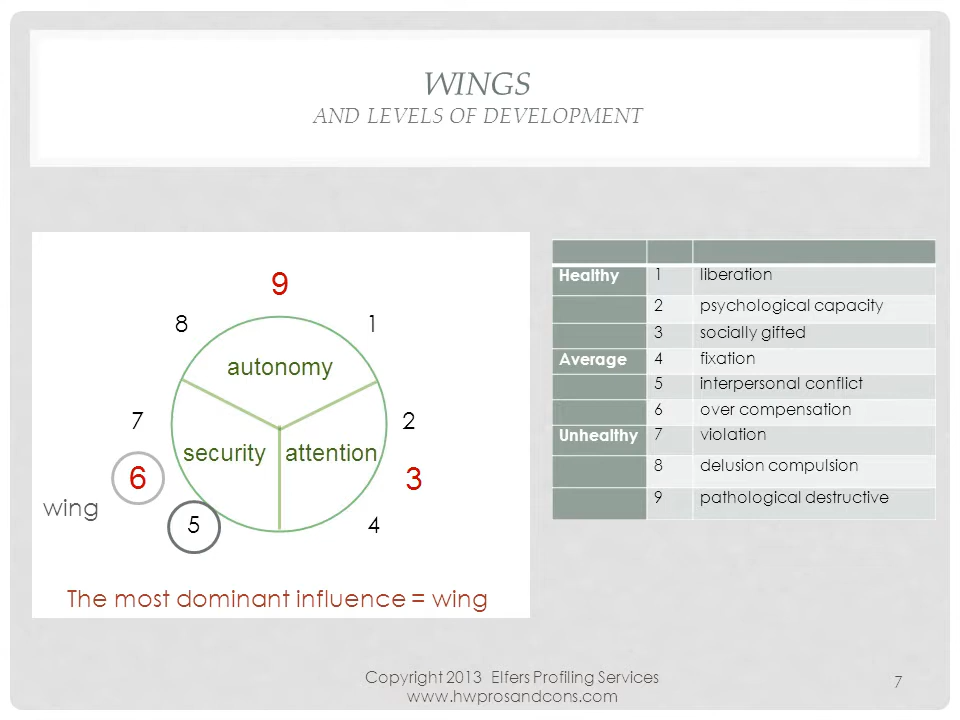 WINGS
AND LEVELS OF DEVELOPMENT
9
8 1
autonomy
7 2
security attention
6 3
wing
5 4
The most dominant influence = wing
Healthy 1 liberation
2 psychological capacity
3 socially gifted
Average 4 fixation
5 interpersonal conflict
6 over compensation
Unhealthy 7 violation
8 delusion compulsion
9 pathological destructive
Copyright 2013 Elfers Profiling Services
www.hwprosandcons.com
7